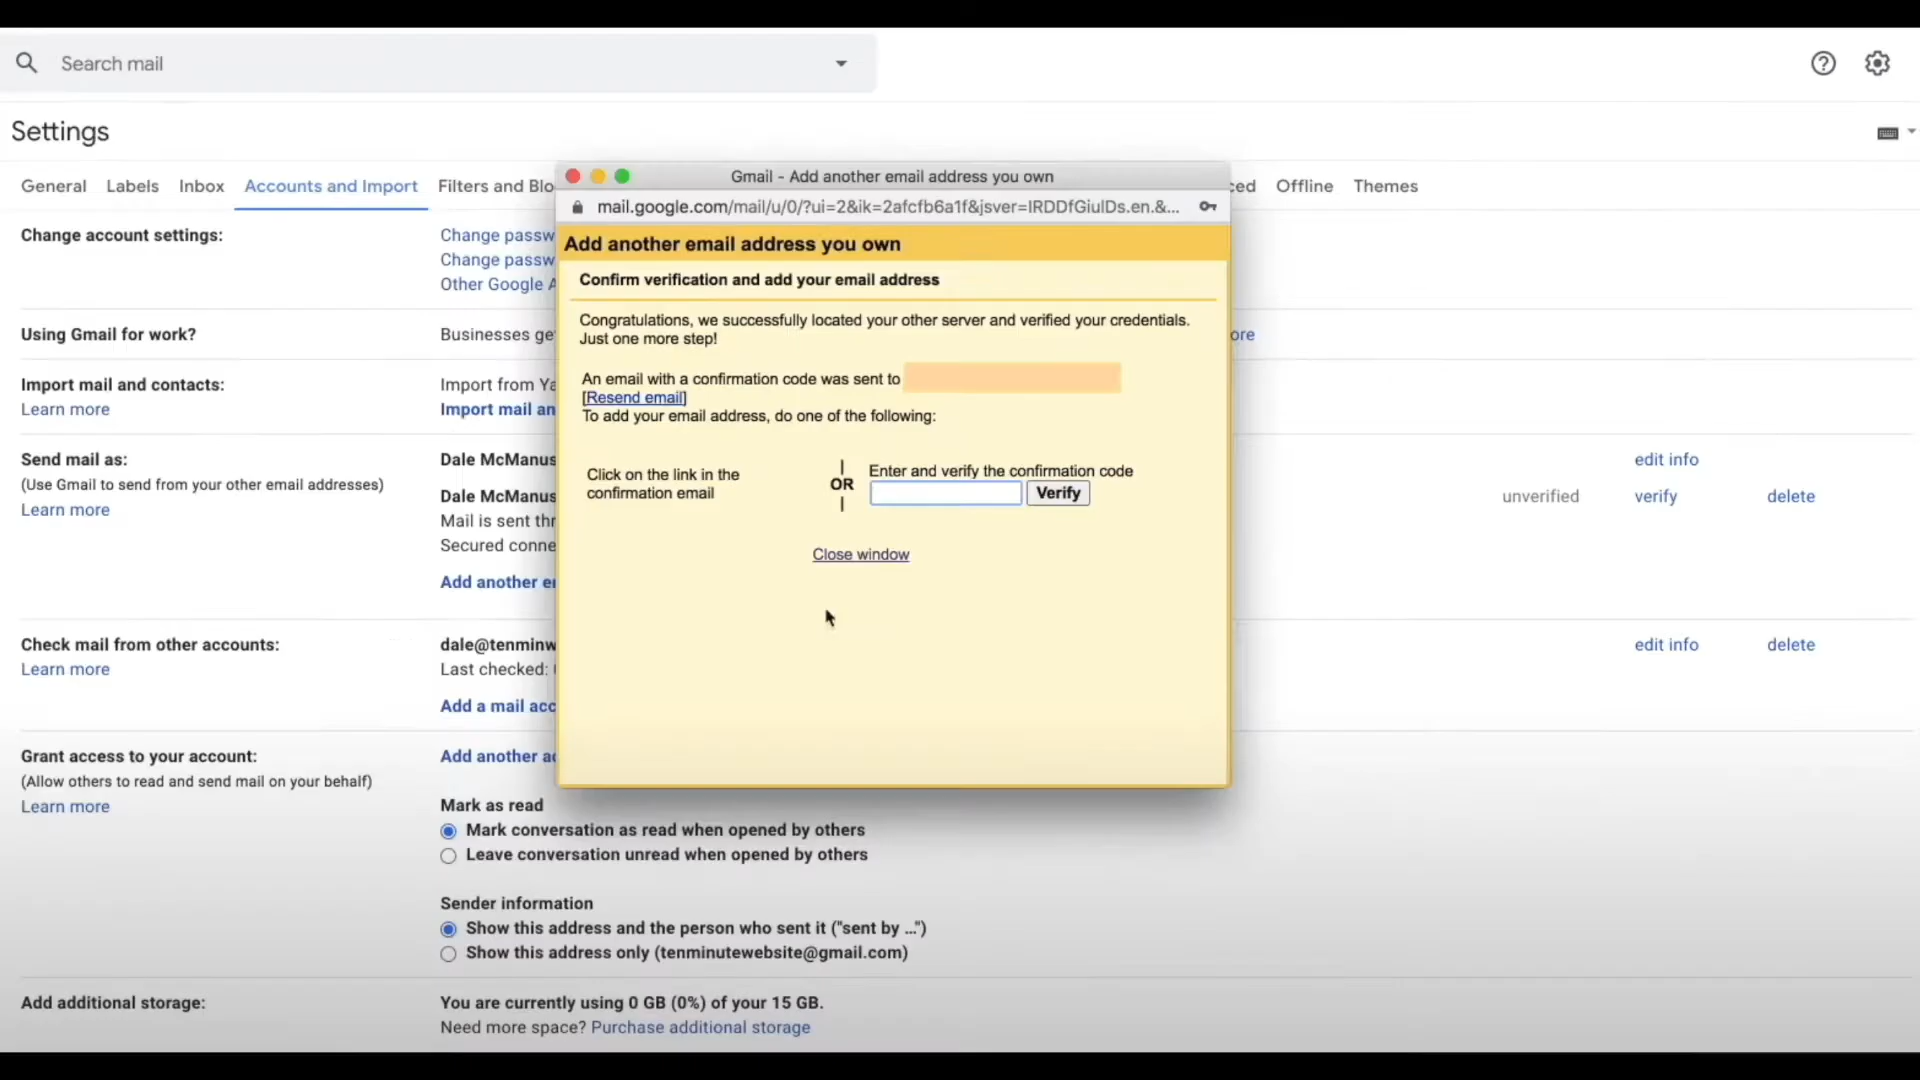 Search mail
Settings
General Labels Inbox Accounts and Import Filters and Blo
ced Offline Themes
Change account settings:
Change passw
Change passw
Other Google A
Using Gmail for work?
Businesses ge
ore
Import mail and contacts:
Learn more
Import from Ya
Import mail an
Send mail as:
(Use Gmail to send from your other email addresses)
Learn more
Dale McManus
edit info
Dale McManus
unverified verify delete
Mail is sent thr
Secured conne
Add another e
Check mail from other accounts:
Learn more
dale@tenminw
edit info delete
Last checked:
Add a mail acc
Grant access to your account:
(Allow others to read and send mail on your behalf)
Learn more
Add another a
Mark as read
Mark conversation as read when opened by others
Leave conversation unread when opened by others
Sender information
Show this address and the person who sent it ("sent by ...")
Show this address only (tenminutewebsite@gmail.com)
Add additional storage:
You are currently using 0 GB (0%) of your 15 GB.
Need more space? Purchase additional storage
Gmail - Add another email address you own
mail.google.com/mail/u/0/?ui=2&ik=2afcfb6a1f&jsver=IRDDfGiulDs.en.&...
Add another email address you own
Confirm verification and add your email address
Congratulations, we successfully located your other server and verified your credentials.
Just one more step!
An email with a confirmation code was sent to
[Resend email]
To add your email address, do one of the following:
Click on the link in the
confirmation email
OR
Enter and verify the confirmation code
Verify
Close window